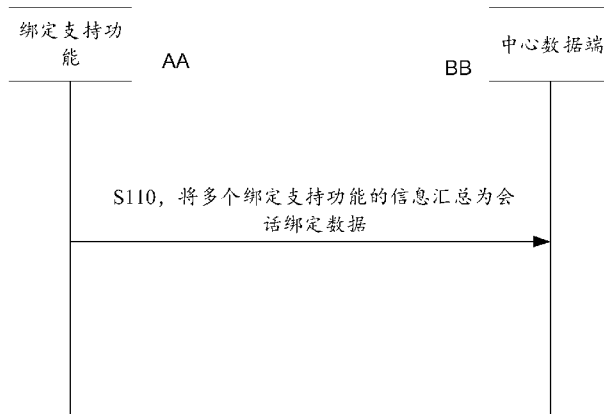 绑定支持功
能
AA
BB
中心数据端
S110，将多个绑定支持功能的信息汇总为会
话绑定数据